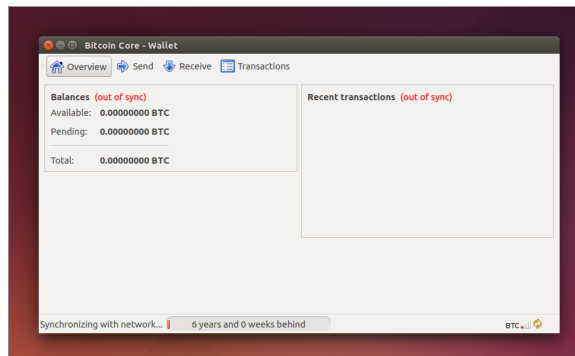 Bitcoin Core - Wallet
Overview Send Receive Transactions
Balances (out of sync)
Available: 0.00000000 BTC
Pending: 0.00000000 BTC
Total: 0.00000000 BTC
Recent transactions (out of sync)
Synchronizing with network... 6 years and 0 weeks behind BTC